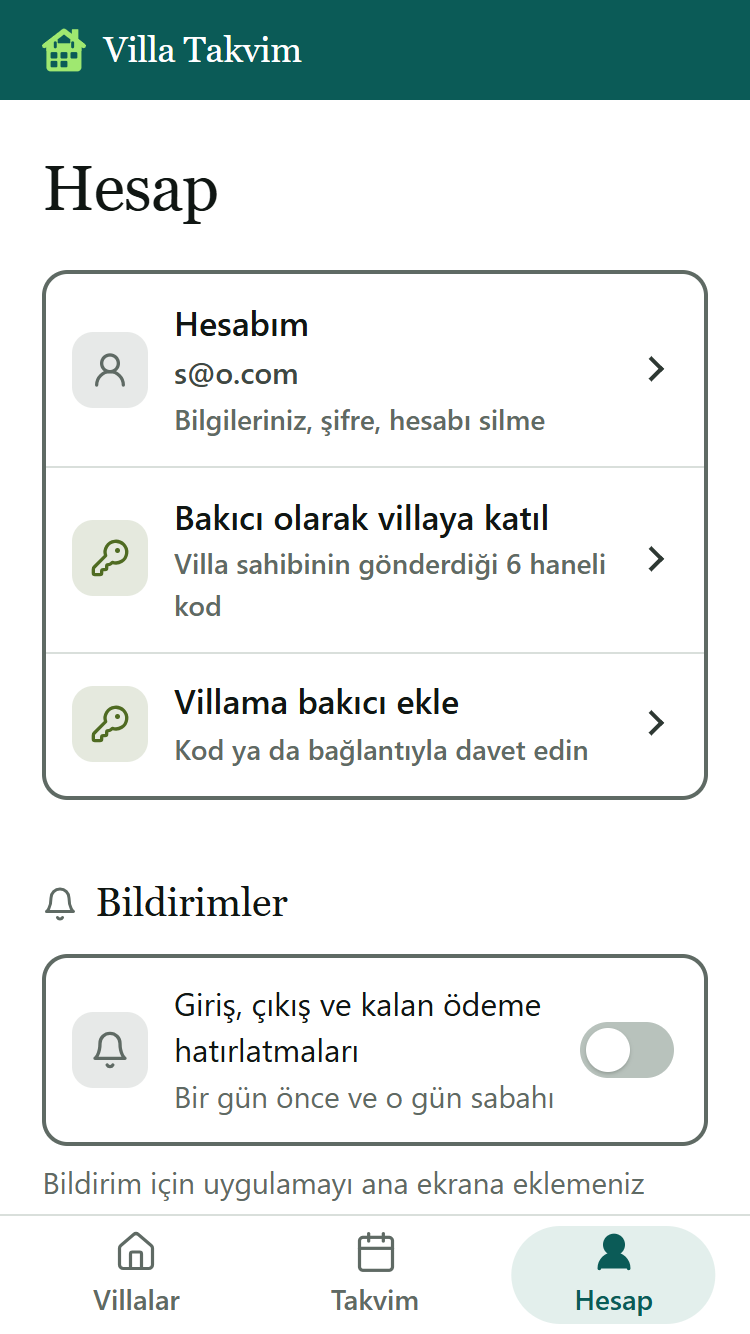 Villa Takvim
Hesap
Hesabım
s@o.com
Bilgileriniz, şifre, hesabı silme
Bakıcı olarak villaya katıl
Villa sahibinin gönderdiği 6 haneli
kod
Villama bakıcı ekle
Kod ya da bağlantıyla davet edin
Bildirimler
Giriş, çıkış ve kalan ödeme
hatırlatmaları
Bir gün önce ve o gün sabahı
Bildirim için uygulamayı ana ekrana eklemeniz
Villalar
Takvim
Hesap